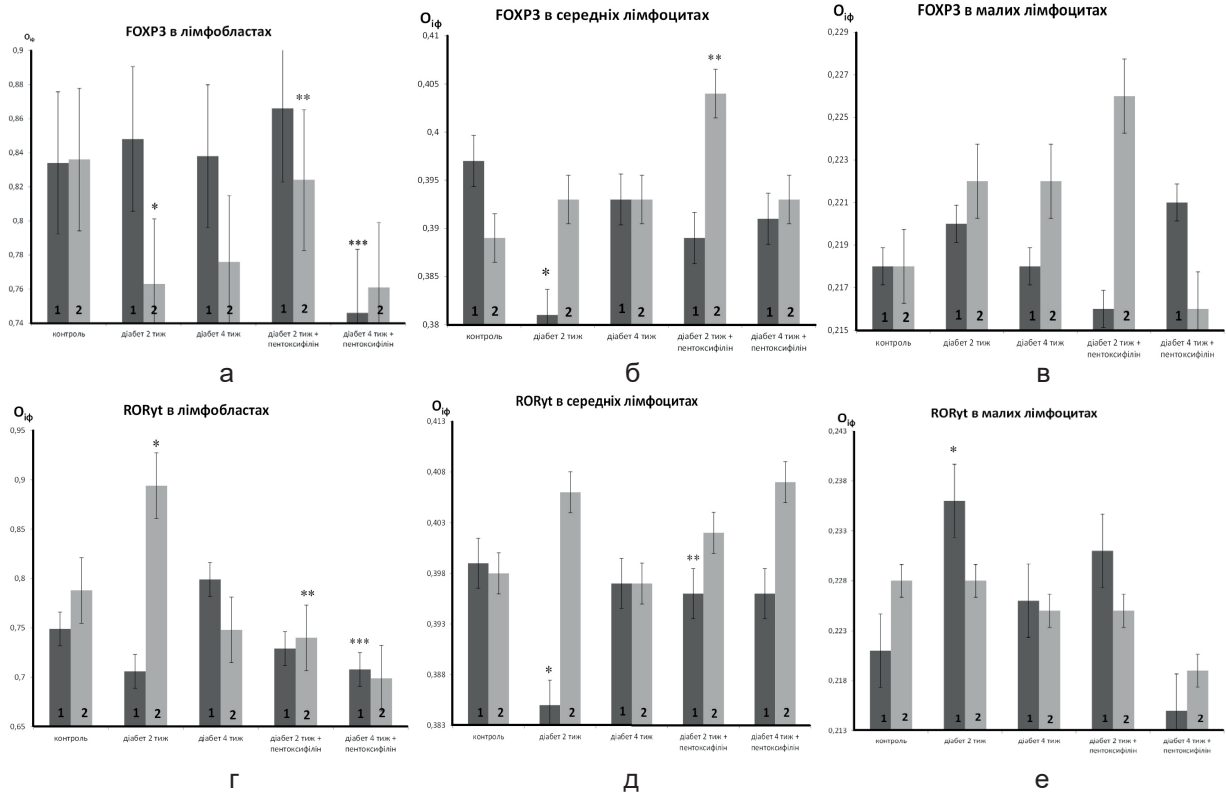 FOXP3 в лімфобластах
Оіф
0,9
0,88
0,86
0,84
0,82
0,8
0,78
0,76
0,74
*
**
***
1 2 1 2 1 2 1 2 1 2
контроль діабет 2 тиж діабет 4 тиж діабет 2 тиж + пентоксифілін діабет 4 тиж + пентоксифілін
а
FOXP3 в середніх лімфоцитах
Оіф
0,41
0,405
0,4
0,395
0,39
0,385
0,38
*
**
1 2 1 2 1 2 1 2 1 2
контроль діабет 2 тиж діабет 4 тиж діабет 2 тиж + пентоксифілін діабет 4 тиж + пентоксифілін
б
FOXP3 в малих лімфоцитах
Оіф
0,229
0,227
0,225
0,223
0,221
0,219
0,217
0,215
1 2 1 2 1 2 1 2 1 2
контроль діабет 2 тиж діабет 4 тиж діабет 2 тиж + пентоксифілін діабет 4 тиж + пентоксифілін
в
RORyt в лімфобластах
Оіф
0,95
0,9
0,85
0,8
0,75
0,7
0,65
*
**
***
1 2 1 2 1 2 1 2 1 2
контроль діабет 2 тиж діабет 4 тиж діабет 2 тиж + пентоксифілін діабет 4 тиж + пентоксифілін
г
RORyt в середніх лімфоцитах
Оіф
0,413
0,408
0,403
0,398
0,393
0,388
0,383
*
**
1 2 1 2 1 2 1 2 1 2
контроль діабет 2 тиж діабет 4 тиж діабет 2 тиж + пентоксифілін діабет 4 тиж + пентоксифілін
д
RORyt в малих лімфоцитах
Оіф
0,243
0,238
0,233
0,228
0,223
0,218
0,213
*
1 2 1 2 1 2 1 2 1 2
контроль діабет 2 тиж діабет 4 тиж діабет 2 тиж + пентоксифілін діабет 4 тиж + пентоксифілін
е